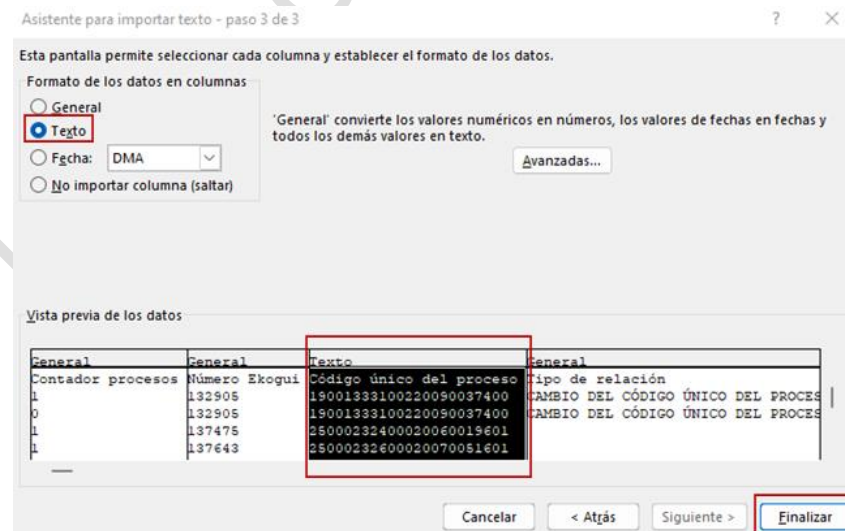 Asistente para importar texto - paso 3 de 3
?
Esta pantalla permite seleccionar cada columna y establecer el formato de los datos.
Formato de los datos en columnas
General
Texto
Fecha: DMA
No importar columna (saltar)
'General' convierte los valores numéricos en números, los valores de fechas en fechas y
todos los demás valores en texto.
Avanzadas...
Vista previa de los datos
General General Texto General
Contador procesos Número Ekogui Código único del proceso Tipo de relación
1 132905 19001333100220090037400 CAMBIO DEL CÓDIGO ÚNICO DEL PROCES
0 132905 19001333100220090037400 CAMBIO DEL CÓDIGO ÚNICO DEL PROCES
1 137475 25000232400020060019601
1 137643 25000232600020070051601
Cancelar < Atrás Siguiente > Finalizar